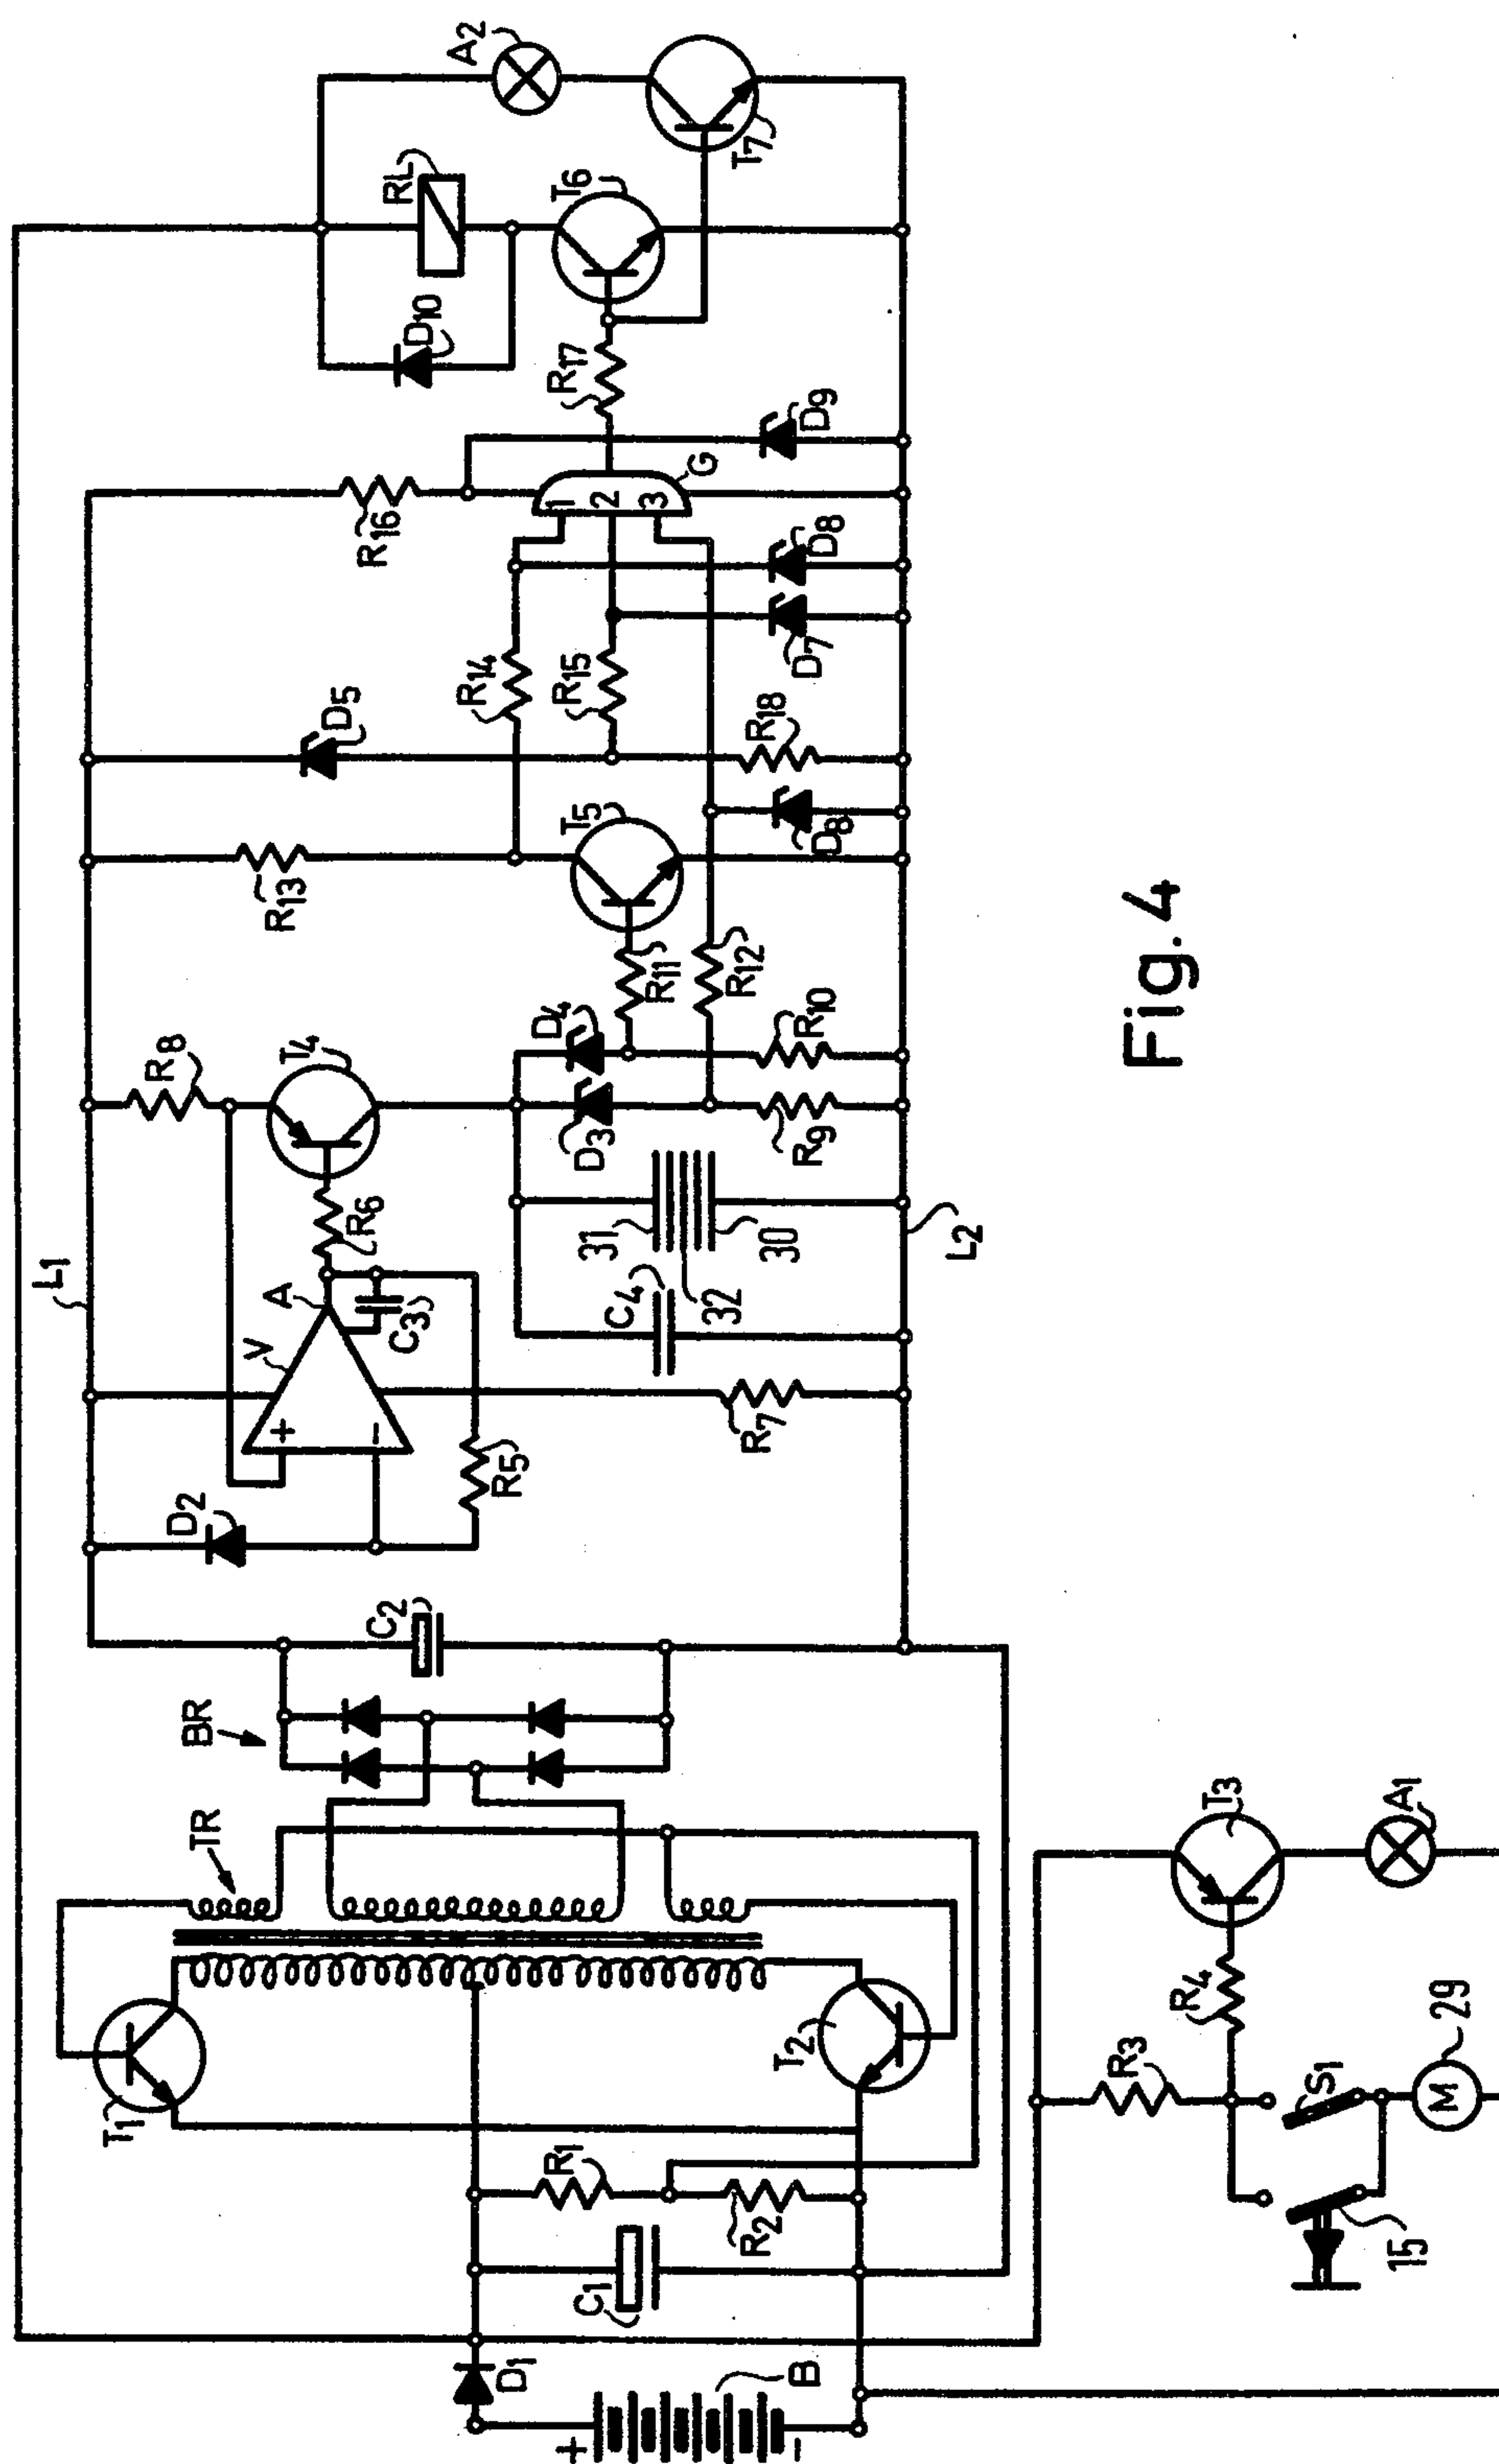 A2
RL
T6
T7
D10
R17
D9
G
1
2
3
R16
D8
D7
R14
R15
D5
R18
D8
T5
R13
R11
R12
D4
R10
R8
T4
D3
R9
R6
31
30
32
C4
L1
L2
A
V
+
-
C3
R7
R5
D2
C2
BR
TR
T1
T2
R1
R2
C1
D1
B
+
-
T3
A1
R4
R3
S1
M
29
15
Fig. 4